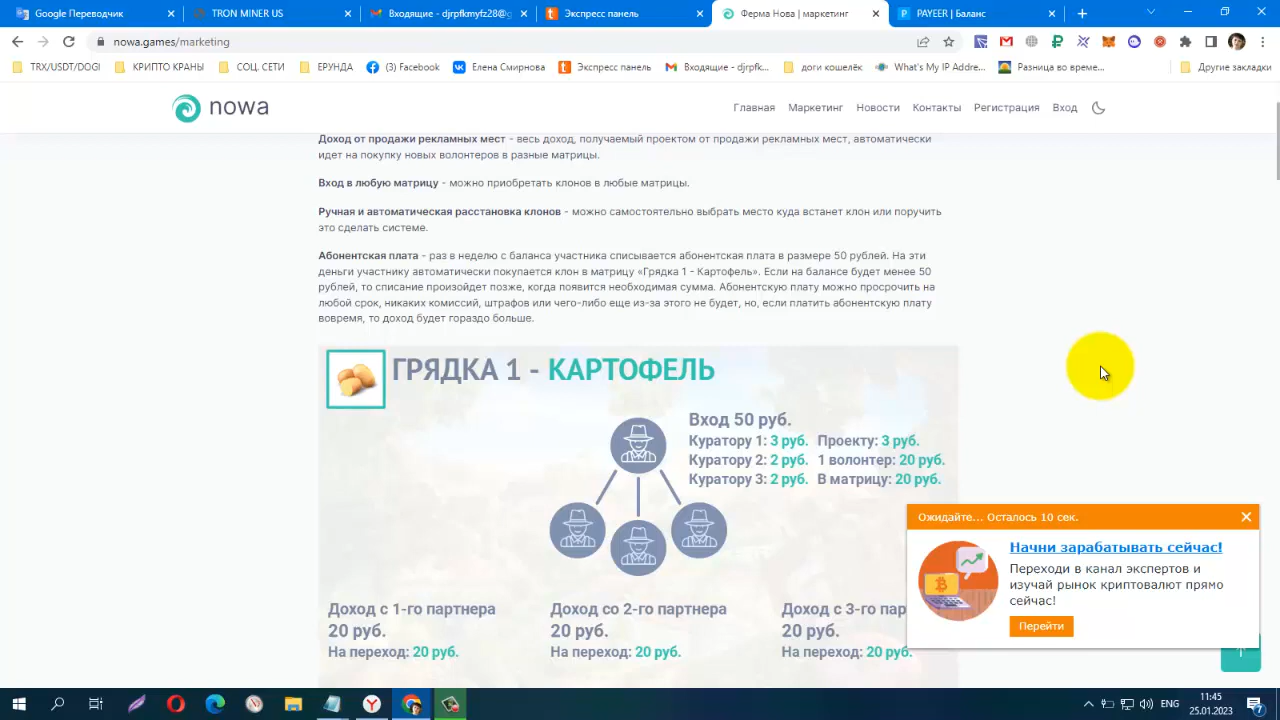 Google Переводчик
TRON MINER US
Входящие - djrpfkmyfz28@g
Экспресс панель
Ферма Нова | маркетинг
PAYEER | Баланс
nowa.games/marketing
TRX/USDT/DOGI
КРИПТО КРАНЫ
СОЦ. СЕТИ
ЕРУНДА
(3) Facebook
Елена Смирнова
Экспресс панель
Входящие - djrpfk...
доги кошелёк
What's My IP Addre...
Разница во време...
Другие закладки
nowa
Главная
Маркетинг
Новости
Контакты
Регистрация
Вход
Доход от продажи рекламных мест - весь доход, получаемый проектом от продажи рекламных мест, автоматически
идет на покупку новых волонтеров в разные матрицы.
Вход в любую матрицу - можно приобретать клонов в любые матрицы.
Ручная и автоматическая расстановка клонов - можно самостоятельно выбрать место куда встанет клон или поручить
это сделать системе.
Абонентская плата - раз в неделю с баланса участника списывается абонентская плата в размере 50 рублей. На эти
деньги участнику автоматически покупается клон в матрицу «Грядка 1 - Картофель». Если на балансе будет менее 50
рублей, то списание произойдет позже, когда появится необходимая сумма. Абонентскую плату можно просрочить на
любой срок, никаких комиссий, штрафов или чего-либо еще из-за этого не будет, но, если платить абонентскую плату
вовремя, то доход будет гораздо больше.
ГРЯДКА 1 - КАРТОФЕЛЬ
Вход 50 руб.
Куратору 1: 3 руб. Проекту: 3 руб.
Куратору 2: 2 руб. 1 волонтер: 20 руб.
Куратору 3: 2 руб. В матрицу: 20 руб.
Доход с 1-го партнера
20 руб.
На переход: 20 руб.
Доход со 2-го партнера
20 руб.
На переход: 20 руб.
Доход с 3-го пар
20 руб.
На переход: 20 руб.
Ожидайте... Осталось 10 сек.
Начни зарабатывать сейчас!
Переходи в канал экспертов и
изучай рынок криптовалют прямо
сейчас!
Перейти
ENG
11:45
25.01.2023